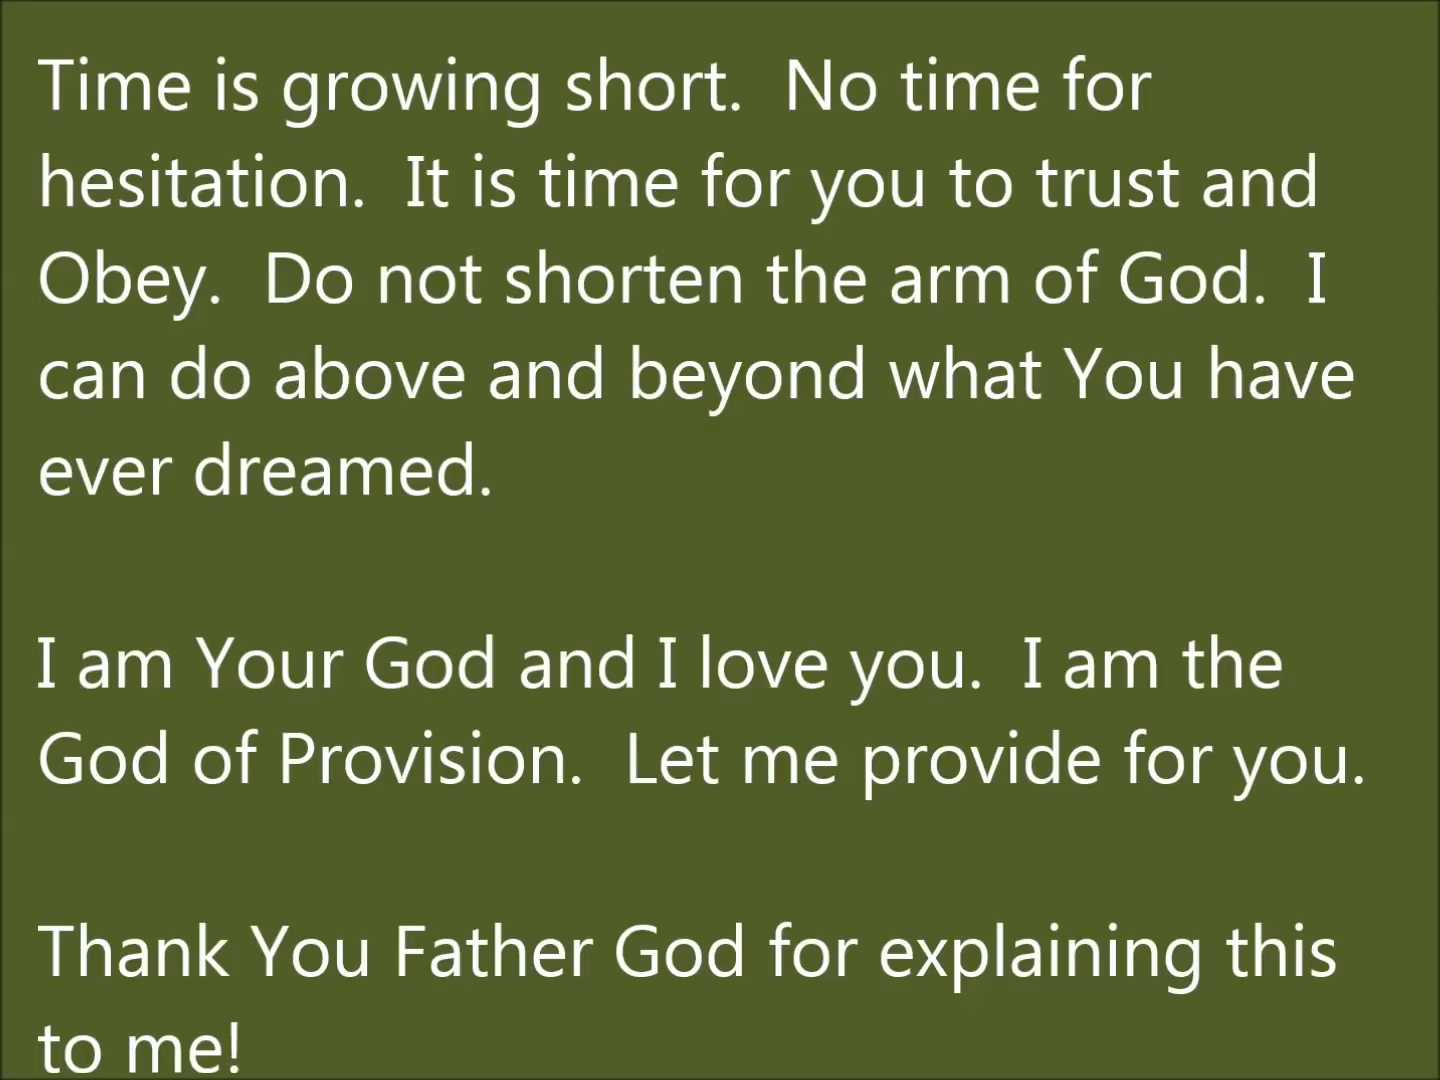 Time is growing short.  No time for
hesitation.  It is time for you to trust and
Obey.  Do not shorten the arm of God.  I
can do above and beyond what You have
ever dreamed.
I am Your God and I love you.  I am the
God of Provision.  Let me provide for you.
Thank You Father God for explaining this
to me!